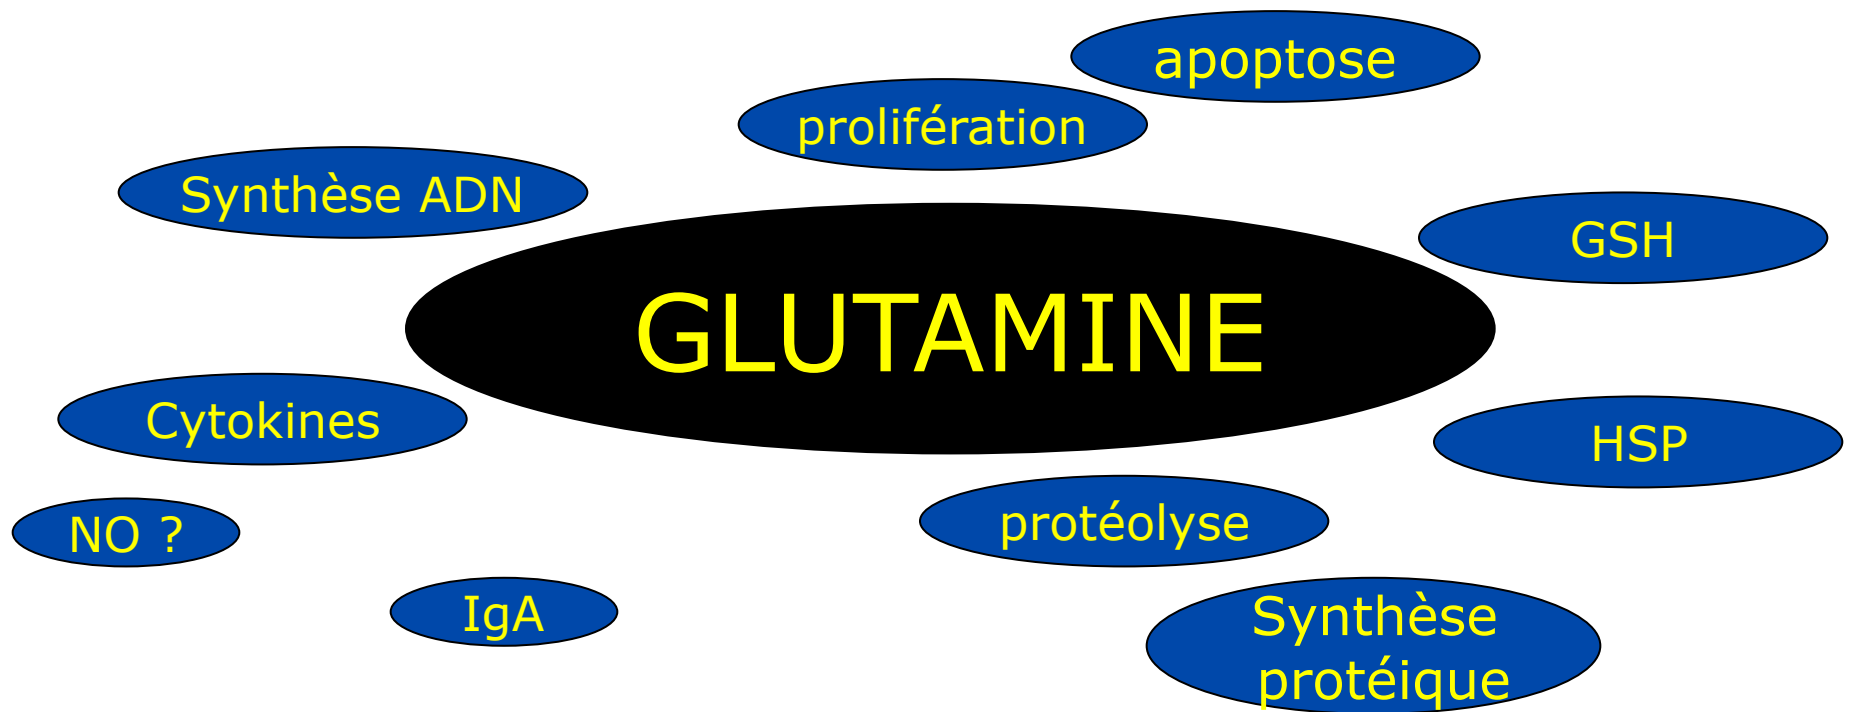 apoptose
prolifération
Synthèse ADN
GSH
GLUTAMINE
Cytokines
HSP
protéolyse
NO ?
IgA
Synthèse
protéique